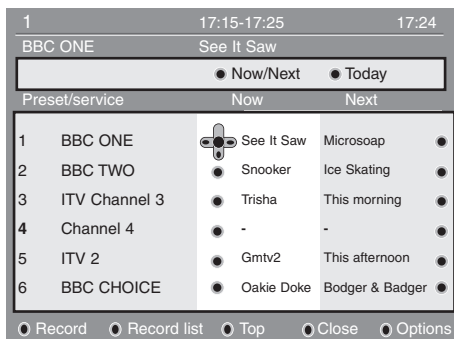 1 17:15-17:25 17:24
BBC ONE See It Saw
Now/Next Today
Preset/service Now Next
1 BBC ONE See It Saw Microsoap
2 BBC TWO Snooker Ice Skating
3 ITV Channel 3 Trisha This morning
4 Channel 4 - -
5 ITV 2 Gmtv2 This afternoon
6 BBC CHOICE Oakie Doke Bodger & Badger
Record Record list Top Close Options